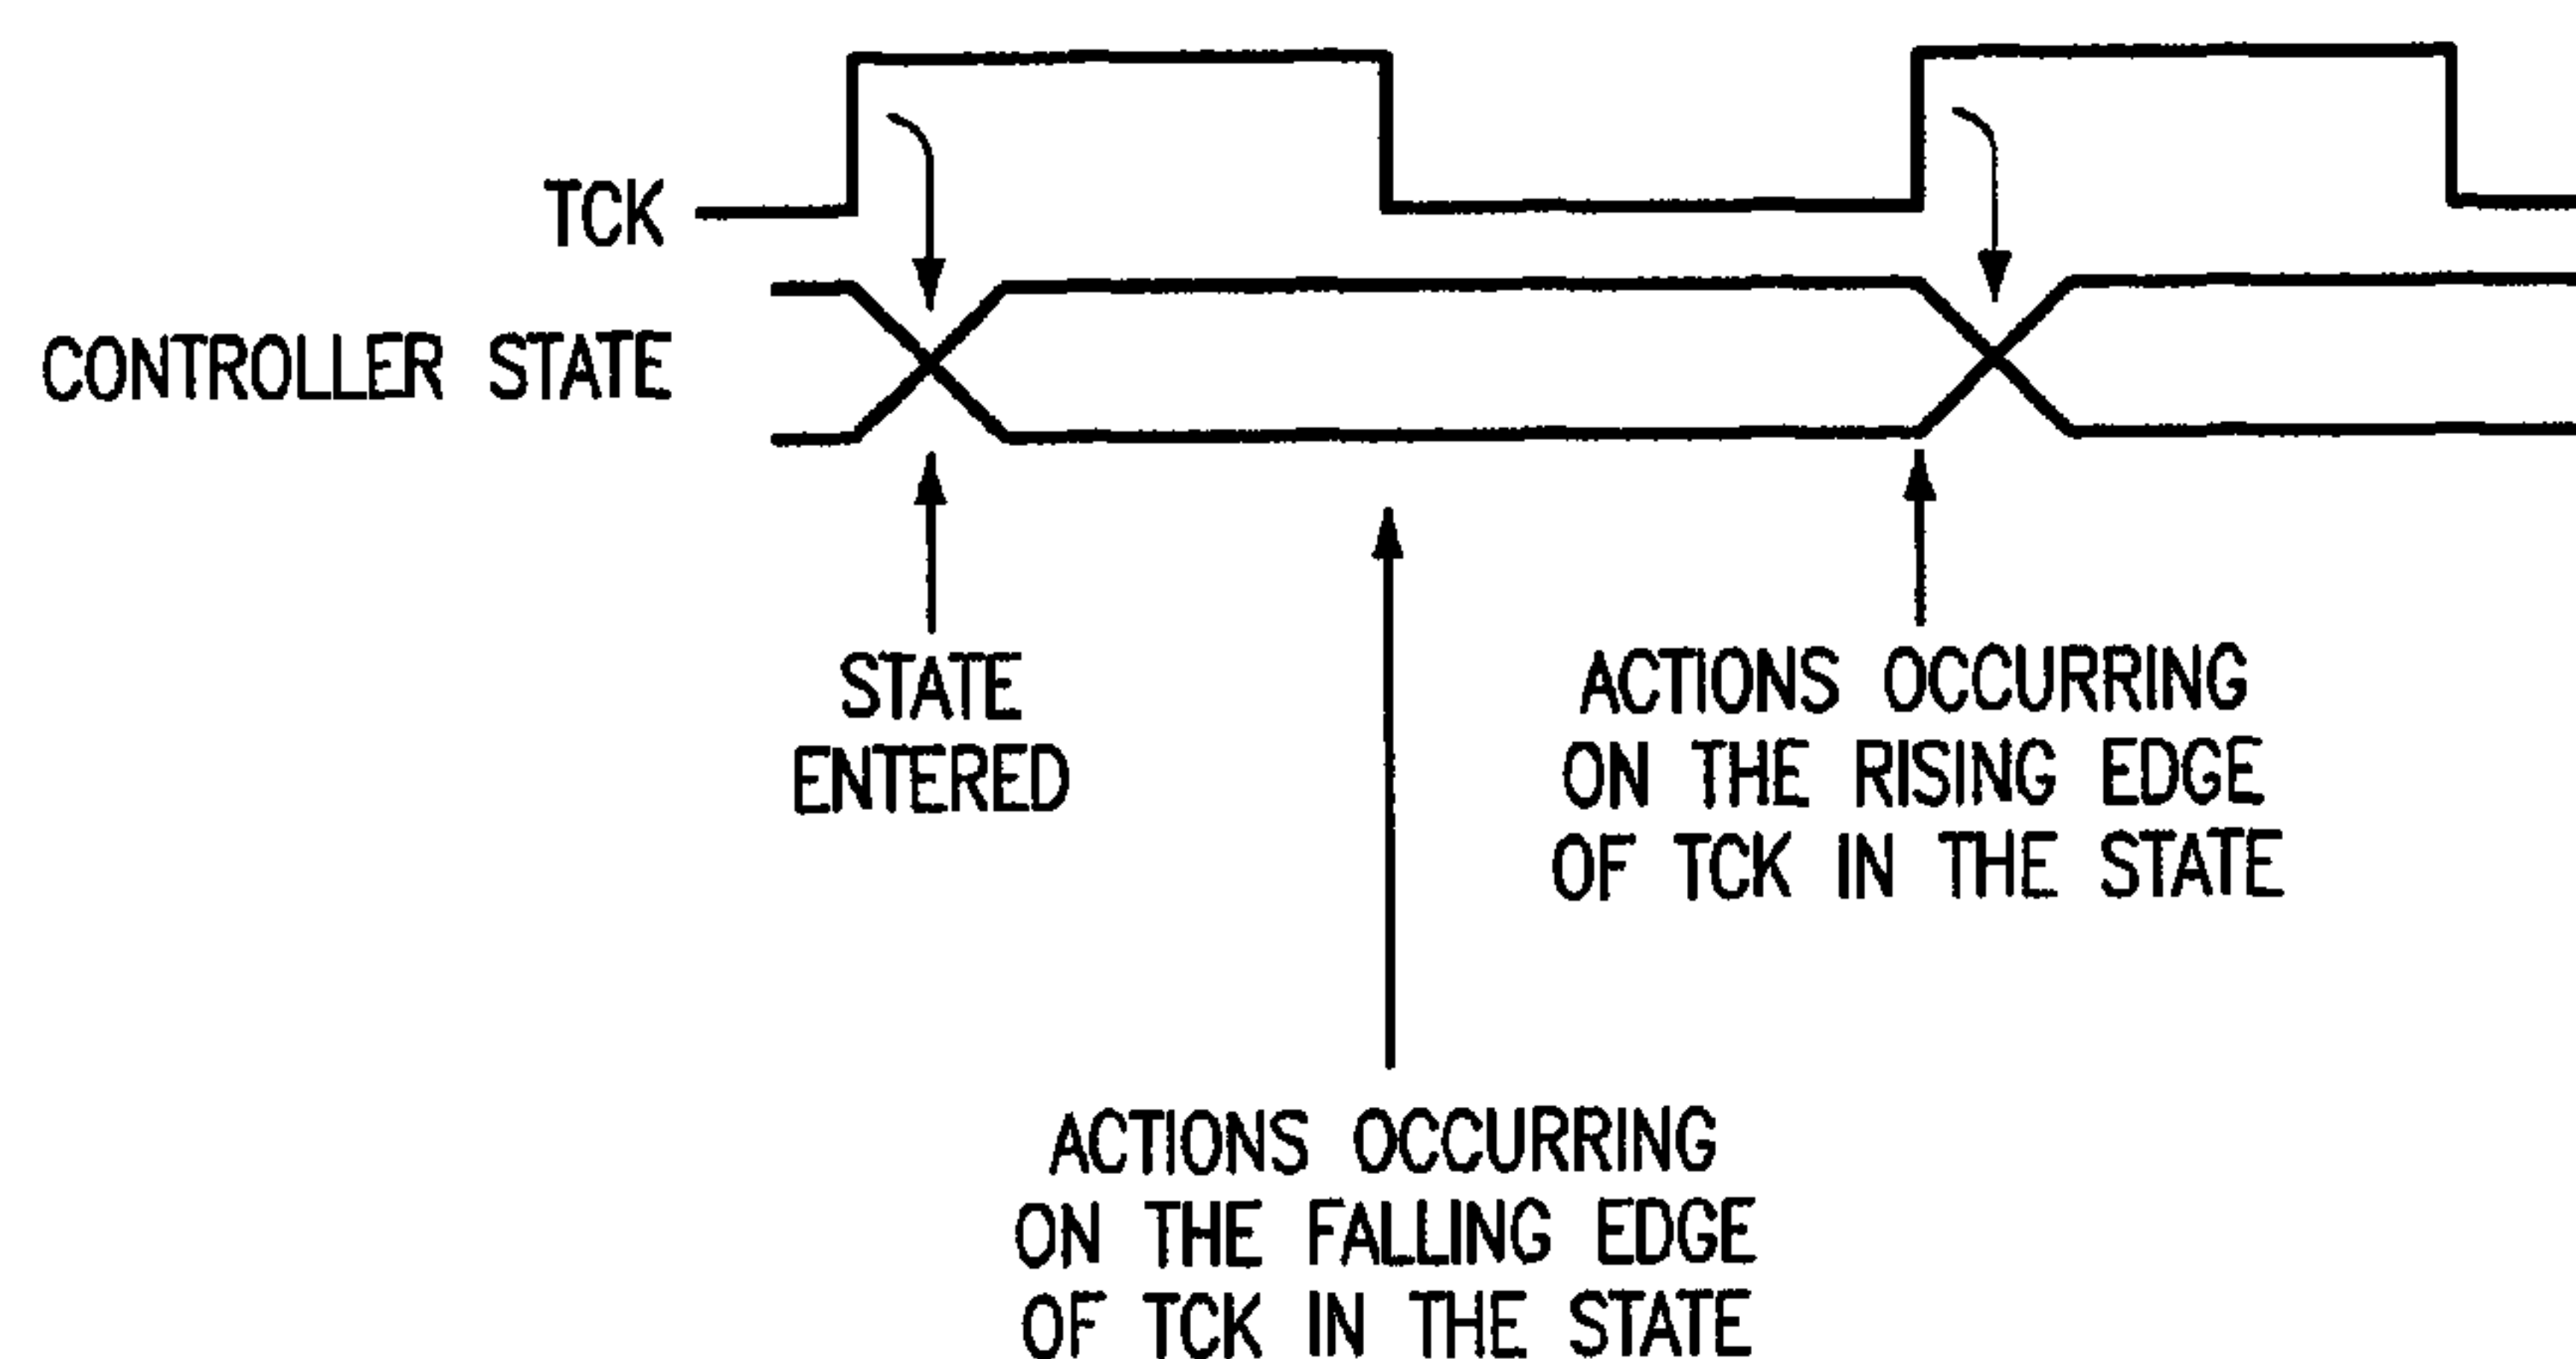 TCK
CONTROLLER STATE
STATE
ENTERED
ACTIONS OCCURRING
ON THE RISING EDGE
OF TCK IN THE STATE
ACTIONS OCCURRING
ON THE FALLING EDGE
OF TCK IN THE STATE